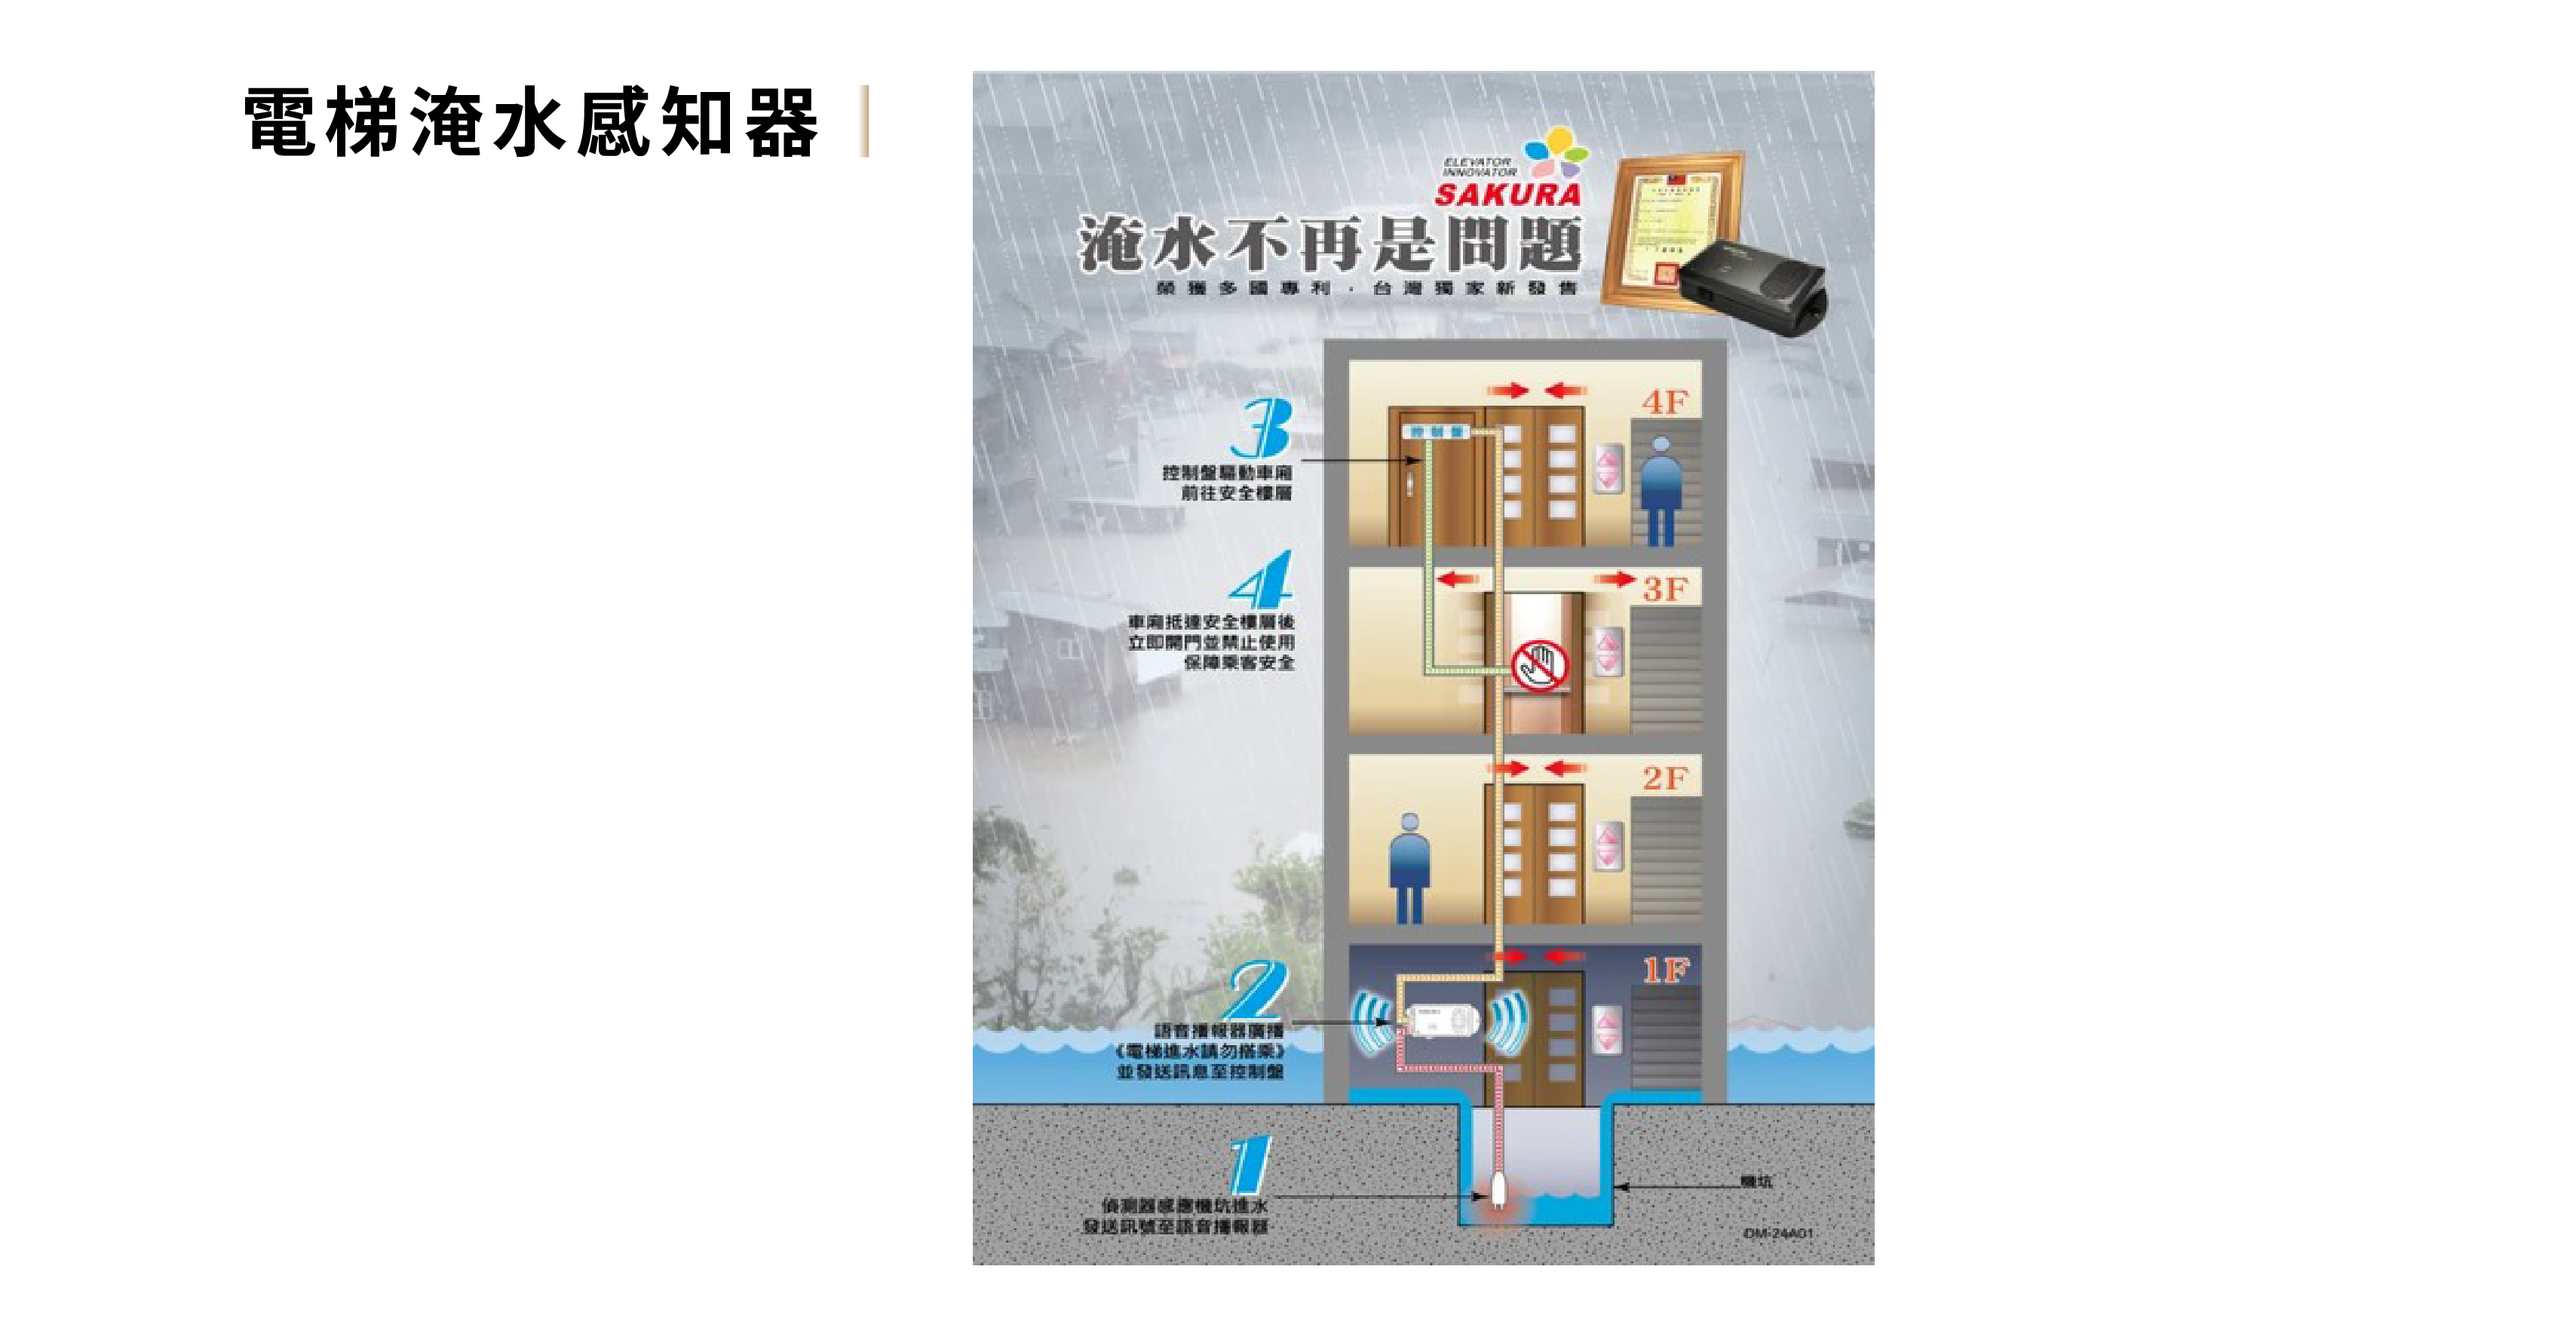 電梯淹水感知器
ELEVATOR
INNOVATOR
SAKURA
淹水不再是問題
榮獲多國專利．台灣獨家新發售
3
控制盤驅動車廂
前往安全樓層
控制盤
4F
4
車廂抵達安全樓層後
立即開門並禁止使用
保障乘客安全
3F
2F
1F
2
語音播報器廣播
《電梯進水請勿搭乘》
並發送訊息至控制盤
1
偵測器感應機坑進水
發送訊號至語音播報器
機坑
DM-24A01